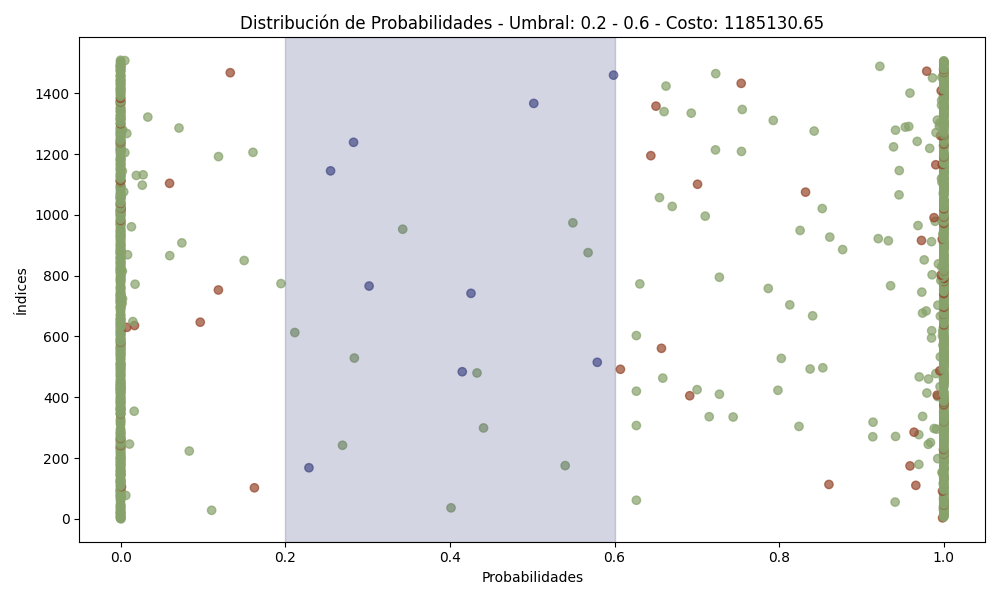 Distribución de Probabilidades - Umbral: 0.2 - 0.6 - Costo: 1185130.65
Índices
1400
1200
1000
800
600
400
200
0
0.0 0.2 0.4 0.6 0.8 1.0
Probabilidades